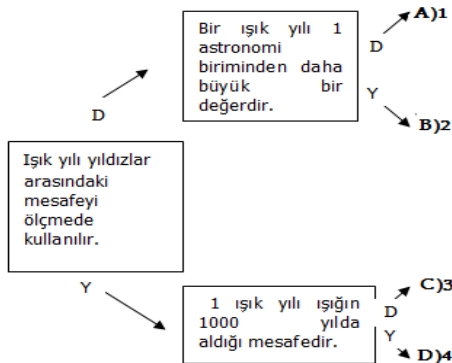 Bir ışık yılı 1
astronomi
biriminden daha
büyük bir
değerdir.
D
A)1
Y
B)2
D
Işık yılı yıldızlar
arasındaki
mesafeyi
ölçmede
kullanılır.
Y
1 ışık yılı ışığın
1000 yılda
aldığı mesafedir.
C)3
D
Y
D)4